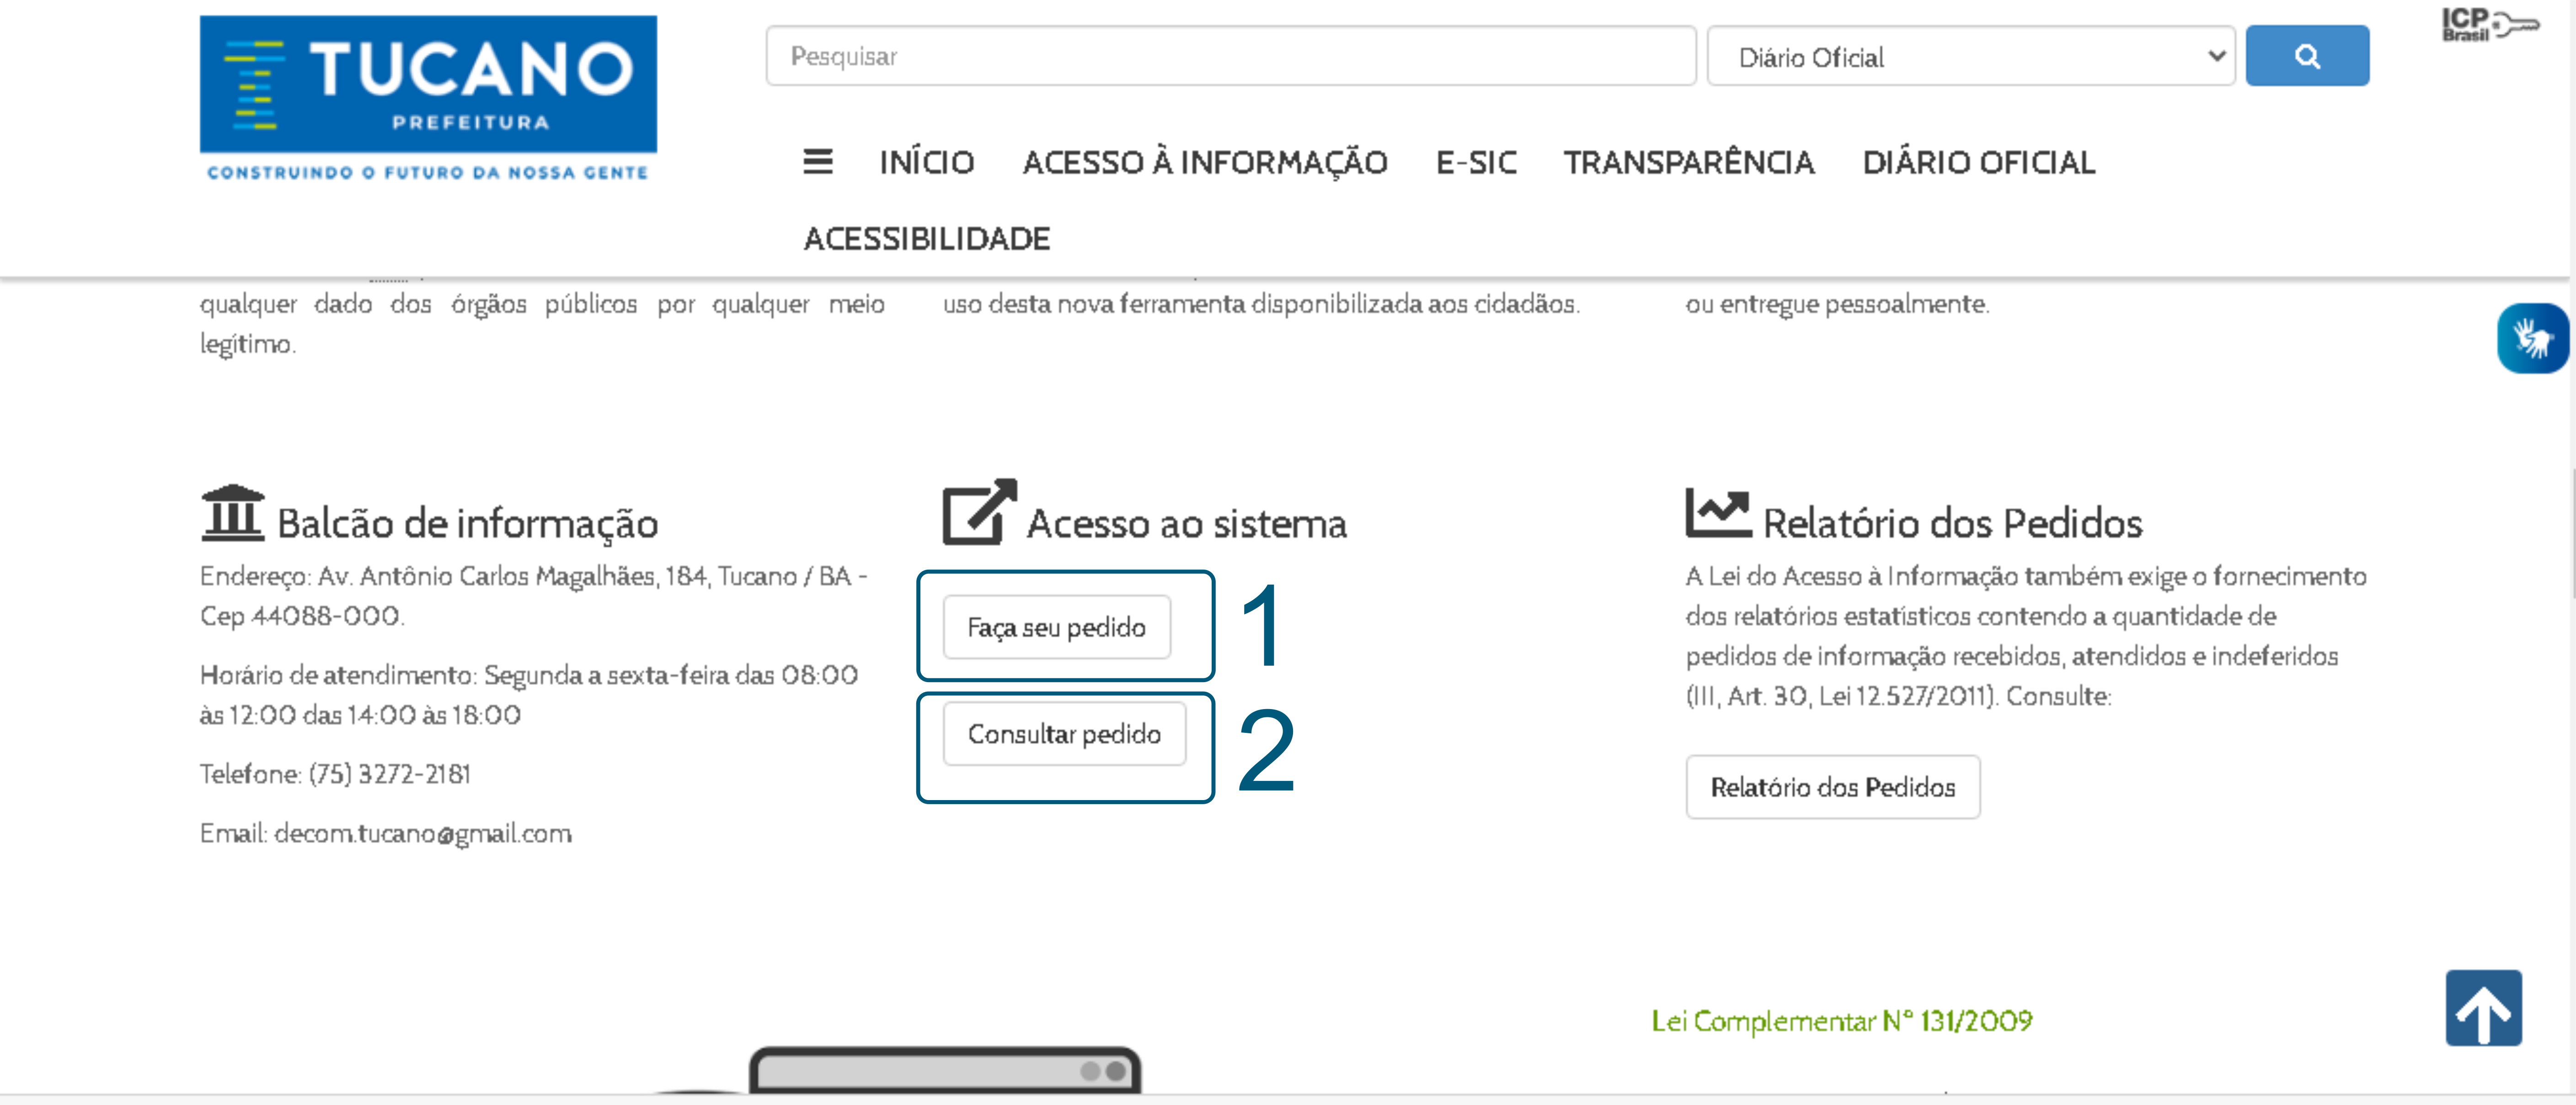 TUCANO
PREFEITURA
CONSTRUINDO O FUTURO DA NOSSA GENTE
Pesquisar
Diário Oficial
ICP
Brasil
INÍCIO ACESSO À INFORMAÇÃO E-SIC TRANSPARÊNCIA DIÁRIO OFICIAL
ACESSIBILIDADE
qualquer dado dos órgãos públicos por qualquer meio
legítimo.
uso desta nova ferramenta disponibilizada aos cidadãos.
ou entregue pessoalmente.
Balcão de informação
Endereço: Av. Antônio Carlos Magalhães, 184, Tucano / BA -
Cep 44088-000.
Horário de atendimento: Segunda a sexta-feira das 08:00
às 12:00 das 14:00 às 18:00
Telefone: (75) 3272-2181
Email: decom.tucano@gmail.com
Acesso ao sistema
Faça seu pedido
1
Consultar pedido
2
Relatório dos Pedidos
A Lei do Acesso à Informação também exige o fornecimento
dos relatórios estatísticos contendo a quantidade de
pedidos de informação recebidos, atendidos e indeferidos
(III, Art. 30, Lei 12.527/2011). Consulte:
Relatório dos Pedidos
Lei Complementar Nº 131/2009